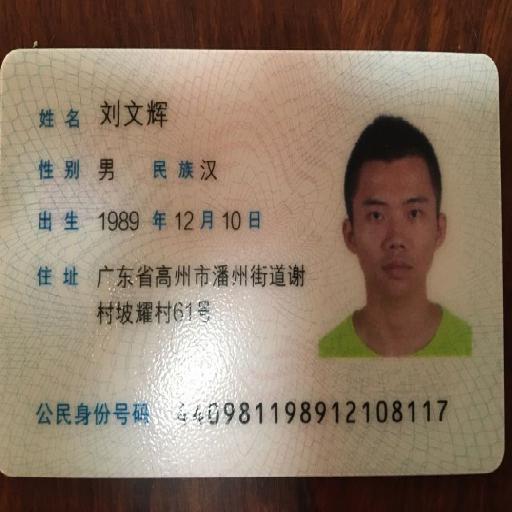 姓名 刘文辉
性别 男 民族 汉
出生 1989 年 12 月 10 日
住址 广东省高州市潘州街道谢
村坡耀村61号
公民身份号码 440981198912108117